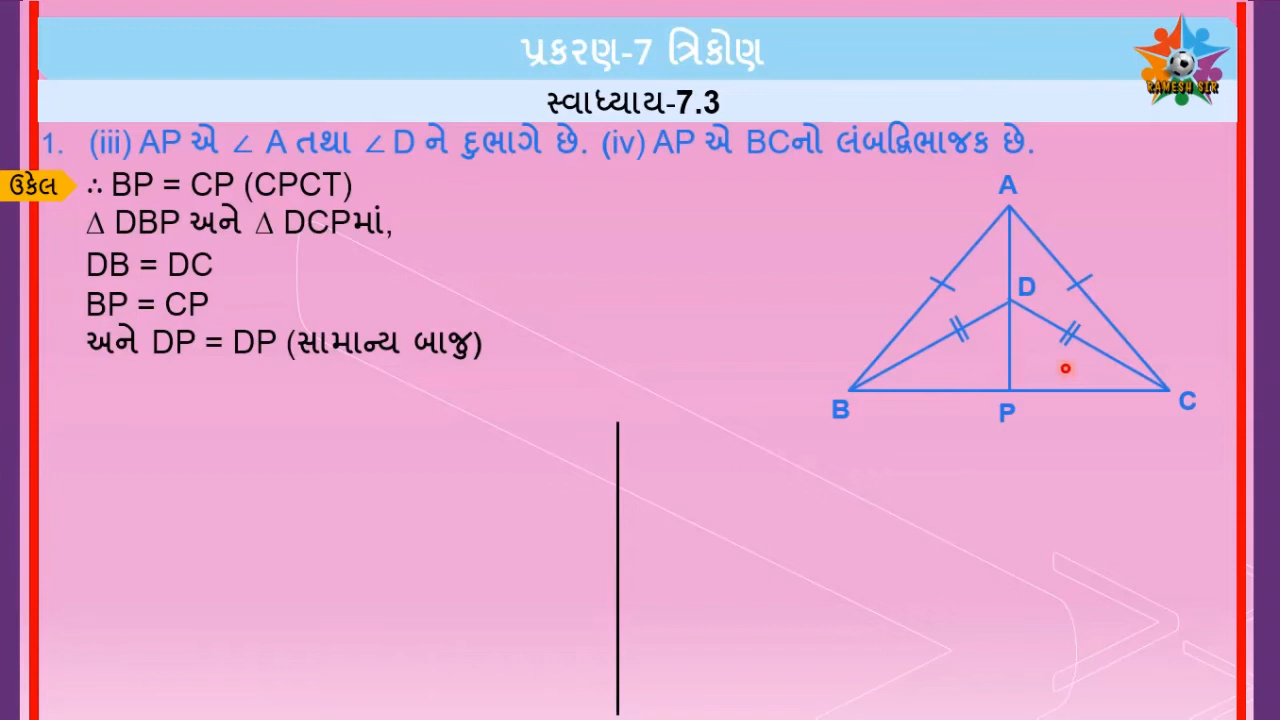 પ્રકરણ-7 ત્રિકોણ
RAMESH SIR
સ્વાધ્યાય-7.3
1. (iii) AP એ ∠ A તથા ∠ D ને દુભાગે છે. (iv) AP એ BCનો લંબદ્વિભાજક છે.
ઉકેલ
∴ BP = CP (CPCT)
Δ DBP અને Δ DCPમાં,
DB = DC
BP = CP
અને DP = DP (સામાન્ય બાજુ)
A
D
B
P
C